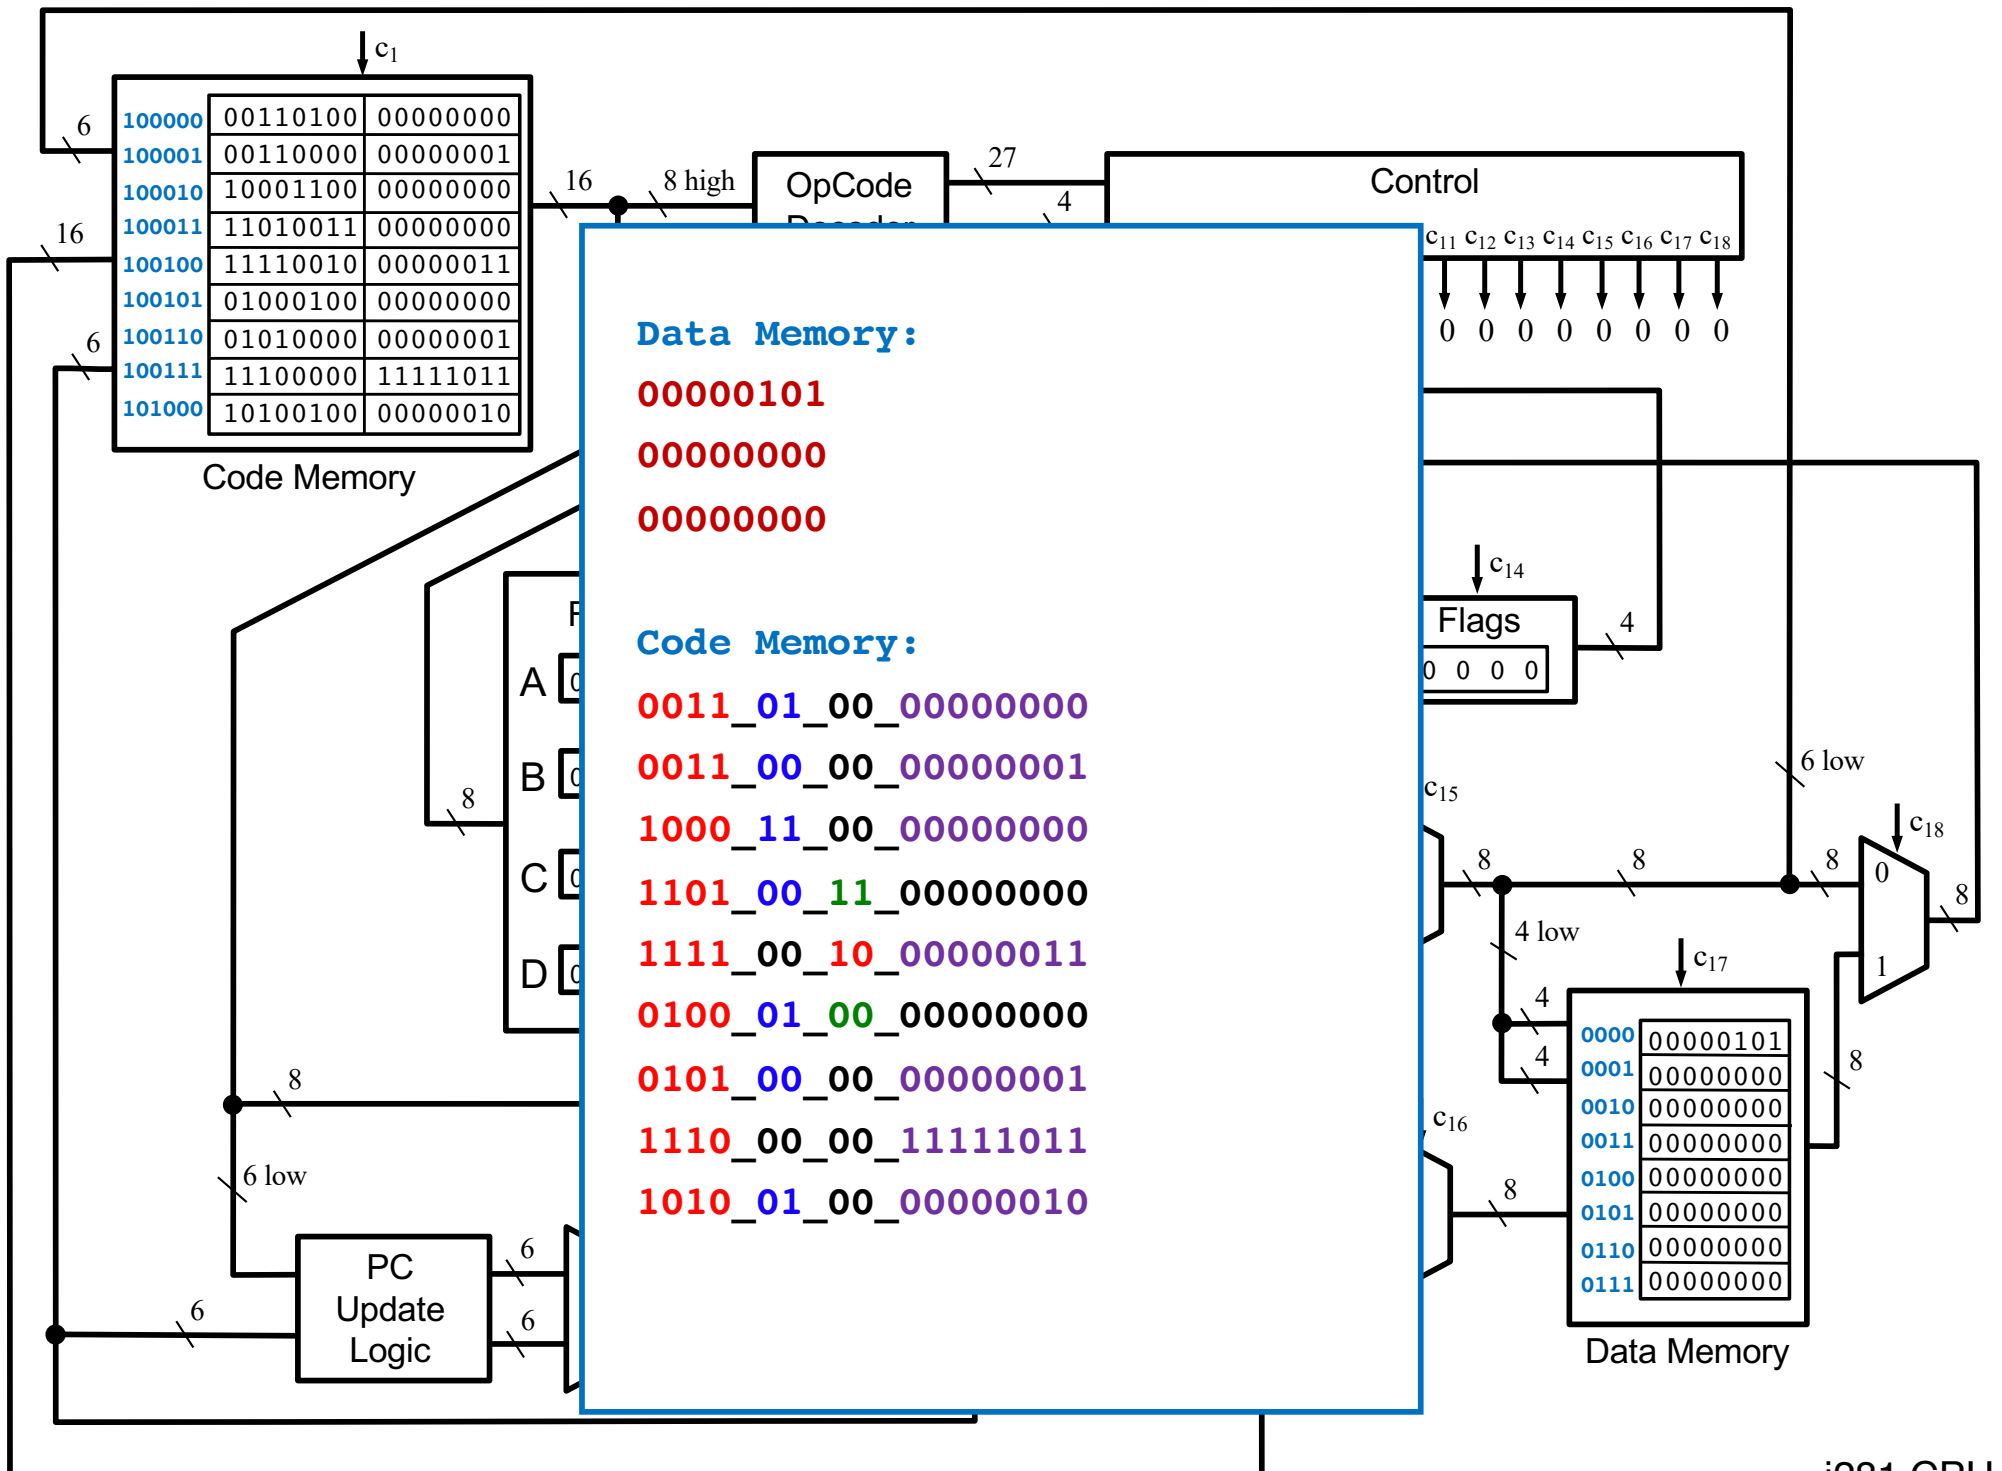 c1
6
16
6
100000 00110100 00000000
100001 00110000 00000001
100010 10001100 00000000
100011 11010011 00000000
100100 11110010 00000011
100101 01000100 00000000
100110 01010000 00000001
100111 11100000 11111011
101000 10100100 00000010
Code Memory
16
8 high
OpCode
Decoder
27
4
Control
c11 c12 c13 c14 c15 c16 c17 c18
0 0 0 0 0 0 0 0
Data Memory:
00000101
00000000
00000000
Code Memory:
0011_01_00_00000000
0011_00_00_00000001
1000_11_00_00000000
1101_00_11_00000000
1111_00_10_00000011
0100_01_00_00000000
0101_00_00_00000001
1110_00_00_11111011
1010_01_00_00000010
A
B
C
D
8
8
6 low
6
PC
Update
Logic
6
6
c14
Flags
0 0 0 0
4
6 low
c15
8
8
8
c18
0
1
8
4 low
c17
4
4
c16
8
0000 00000101
0001 00000000
0010 00000000
0011 00000000
0100 00000000
0101 00000000
0110 00000000
0111 00000000
Data Memory
8
i281 CPU